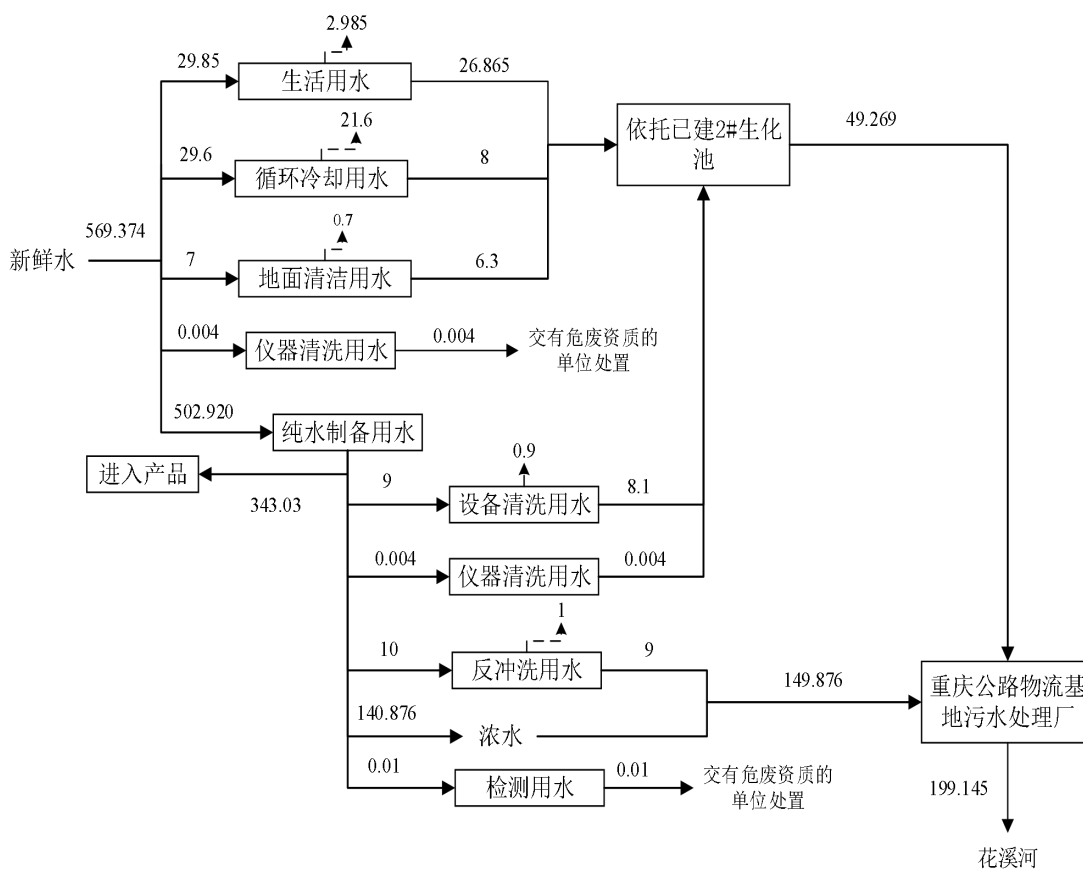 2.985
29.85
生活用水
26.865
21.6
29.6
循环冷却用水
8
依托已建2#生化
池
49.269
569.374
新鲜水
0.7
7
地面清洁用水
6.3
0.004
仪器清洗用水
0.004
交有危废资质的
单位处置
502.920
纯水制备用水
进入产品
343.03
0.9
9
设备清洗用水
8.1
0.004
仪器清洗用水
0.004
1
10
反冲洗用水
9
149.876
重庆公路物流基
地污水处理厂
140.876
浓水
0.01
检测用水
0.01
交有危废资质的
单位处置
199.145
花溪河